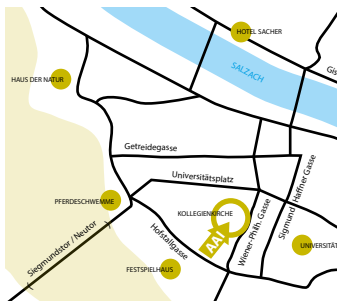 HOTEL SACHER
SALZACH
Gis
HAUS DER NATUR
Getreidegasse
Universitätsplatz
PFERDESCHWEMME
KOLLEGIENKIRCHE
AAI
Hofstallgasse
Wiener-Philh. Gasse
Sigmund Haffner Gasse
UNIVERSITÄT
Siegmundstor / Neutor
FESTSPIELHAUS